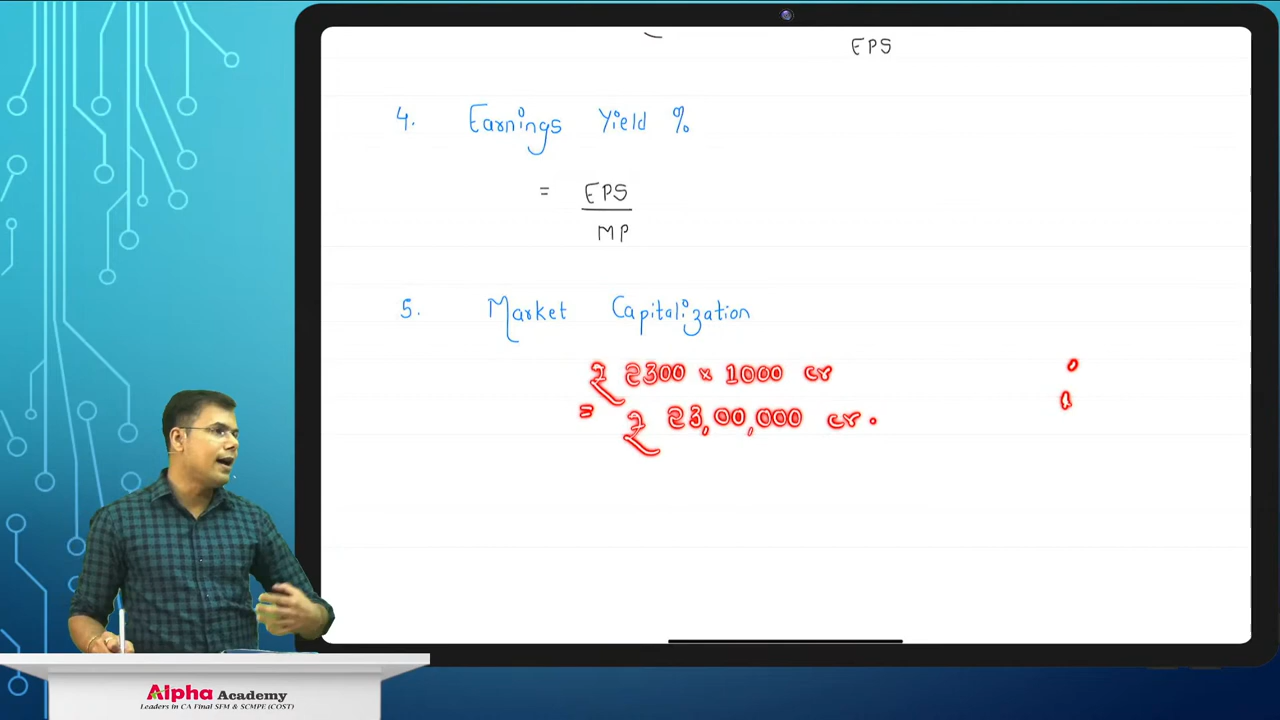 EPS
4. Earnings Yield %
= EPS
MP
5. Market Capitalization
₹ 2300 x 1000 cr
= ₹ 23,00,000 cr.
Alpha Academy
Leaders in CA Final SFM & SCMPE (COST)